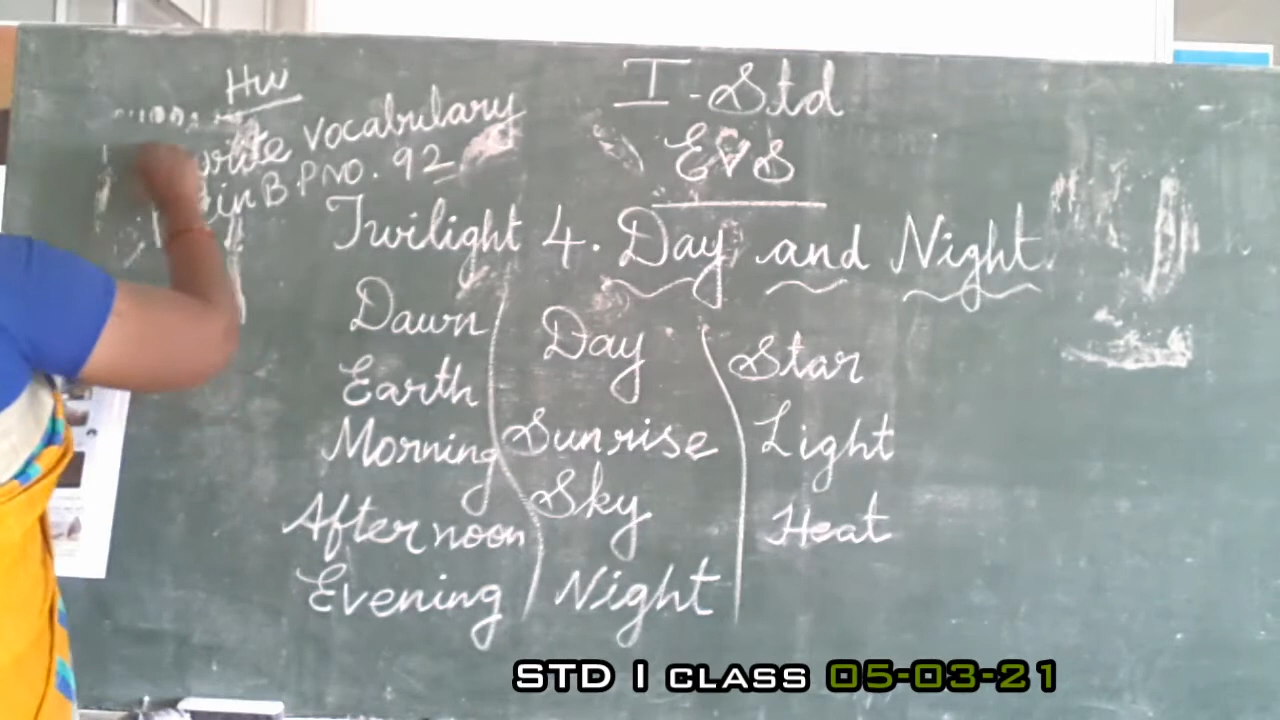 Hw
write vocabulary
in B.P NO. 92
I - Std
EVS
4. Day and Night
Twilight
Dawn
Earth
Morning
Afternoon
Evening
Day
Sunrise
Sky
Night
Star
Light
Heat
STD I CLASS 05-03-21